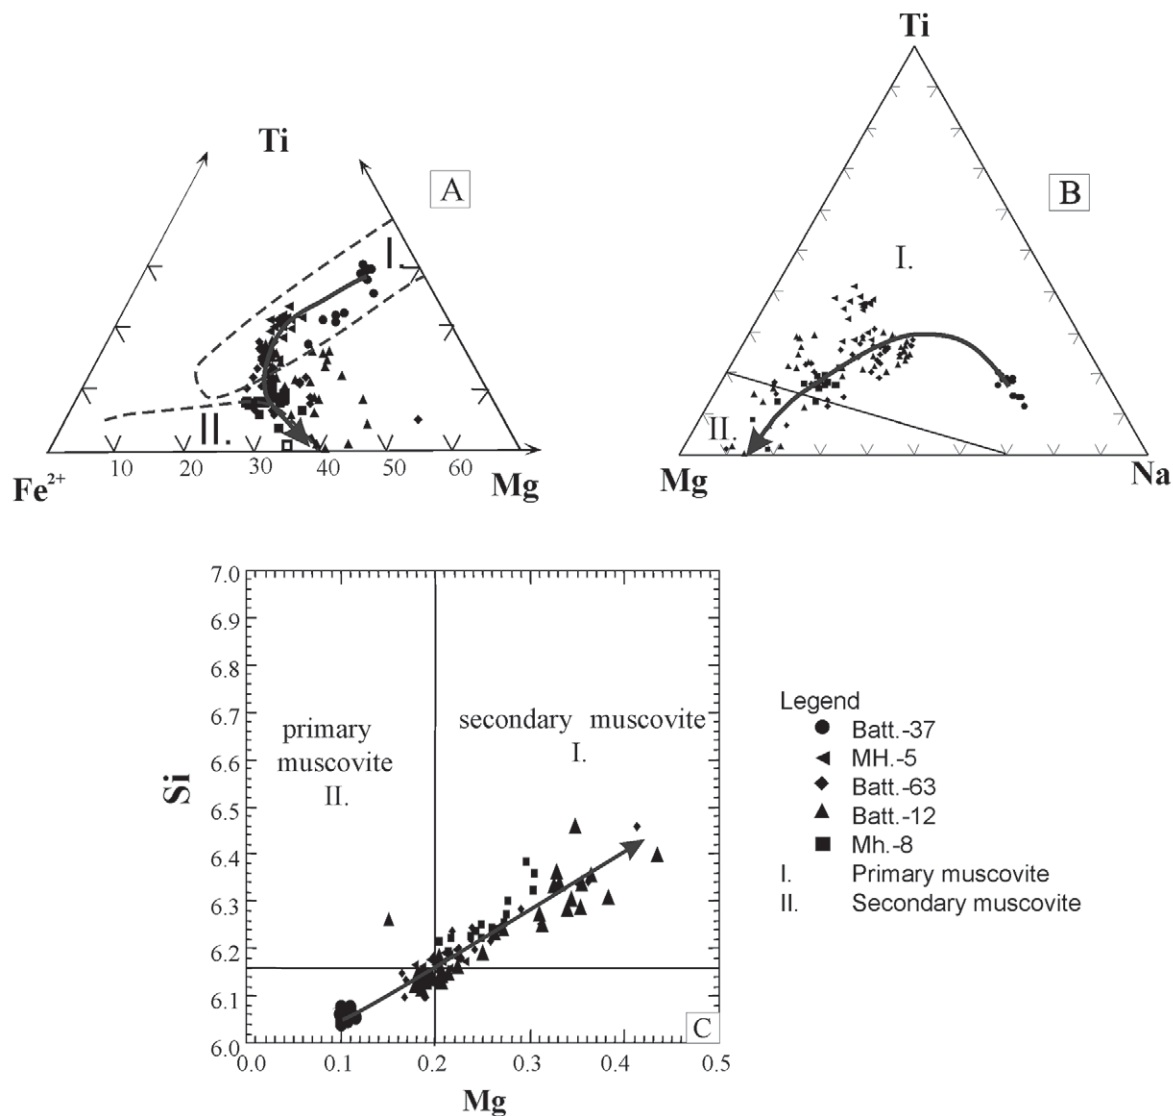 Ti
A
I.
II.
10 20 30 40 50 60
Fe²⁺ Mg
Ti
B
I.
II.
Mg Na
7.0
6.9
6.8
6.7
6.6
6.5
6.4
6.3
6.2
6.1
6.0
Si
primary
muscovite
II.
secondary muscovite
I.
C
0.0 0.1 0.2 0.3 0.4 0.5
Mg
Legend
Batt.-37
MH.-5
Batt.-63
Batt.-12
Mh.-8
I. Primary muscovite
II. Secondary muscovite